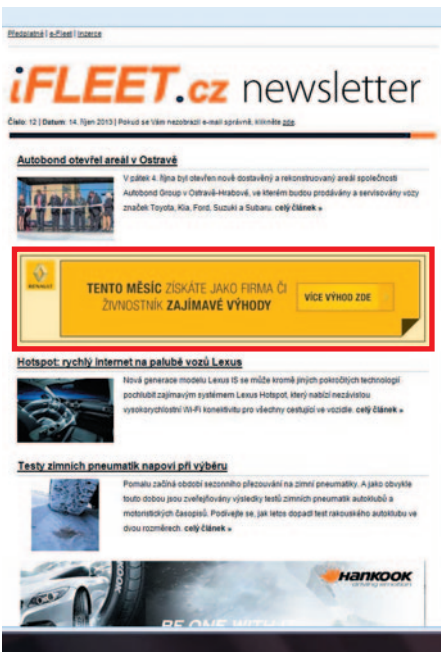 Předplatné | e-Fleet | Inzerce
iFLEET.cz newsletter
Číslo: 12 | Datum: 14. říjen 2013 | Pokud se Vám nezobrazil e-mail správně, klikněte zde.
Autobond otevřel areál v Ostravě
V pátek 4. října byl otevřen nově dostavěný a rekonstruovaný areál společnosti
Autobond Group v Ostravě-Hrabové, ve kterém budou prodávány a servisovány vozy
značek Toyota, Kia, Ford, Suzuki a Subaru. celý článek »
RENAULT
TENTO MĚSÍC ZÍSKÁTE JAKO FIRMA ČI
ŽIVNOSTNÍK ZAJÍMAVÉ VÝHODY
VÍCE VÝHOD ZDE
Hotspot: rychlý internet na palubě vozů Lexus
Nová generace modelu Lexus IS se může kromě jiných pokročilých technologií
pochlubit zajímavým systémem Lexus Hotspot, který nabízí nezávislou
vysokorychlostní Wi-Fi konektivitu pro všechny cestující ve vozidle. celý článek »
Testy zimních pneumatik napoví při výběru
Pomalu začíná období sezonního přezouvání na zimní pneumatiky. A jako obvykle
touto dobou jsou zveřejňovány výsledky testů zimních pneumatik autoklubů a
motoristických časopisů. Podívejte se, jak letos dopadl test rakouského autoklubu ve
dvou rozměrech. celý článek »
HANKOOK
driving emotion
BE ONE WITH IT